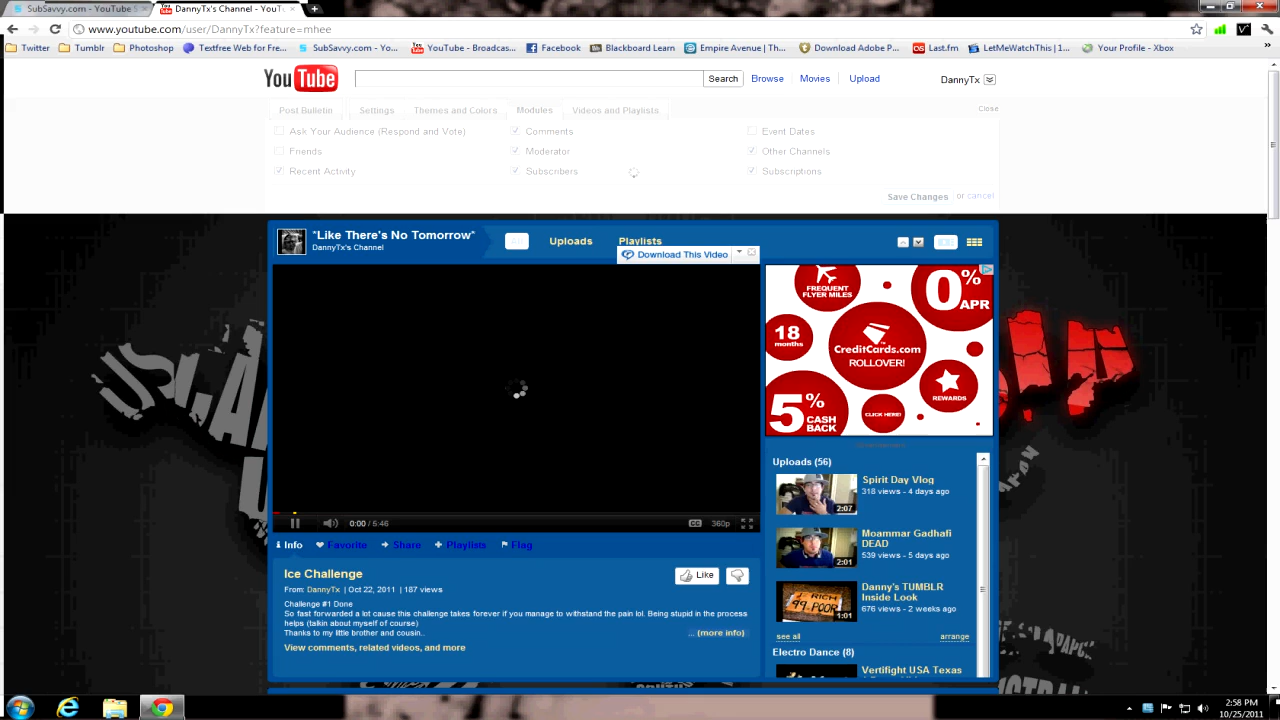 SubSavvy.com - YouTube S
DannyTx's Channel - YouT
www.youtube.com/user/DannyTx?feature=mhee
Twitter
Tumblr
Photoshop
Textfree Web for Fre...
SubSavvy.com - Yo...
YouTube - Broadcas...
Facebook
Blackboard Learn
Empire Avenue | Th...
Download Adobe P...
Last.fm
LetMeWatchThis | 1...
Your Profile - Xbox
YouTube
Search
Browse
Movies
Upload
DannyTx
Post Bulletin
Settings
Themes and Colors
Modules
Videos and Playlists
Close
Ask Your Audience (Respond and Vote)
Comments
Event Dates
Friends
Moderator
Other Channels
Recent Activity
Subscribers
Subscriptions
Save Changes or cancel
*Like There's No Tomorrow*
DannyTx's Channel
All
Uploads
Playlists
Download This Video
FREQUENT
FLYER MILES
0%
APR
18
months
CreditCards.com
ROLLOVER!
REWARDS
5%
CASH
BACK
CLICK HERE!
Advertisement
0:00 / 5:46
CC
360p
Info
Favorite
Share
Playlists
Flag
Ice Challenge
From: DannyTx | Oct 22, 2011 | 187 views
Like
Challenge #1 Done
So fast forwarded a lot cause this challenge takes forever if you manage to withstand the pain lol. Being stupid in the process
helps (talkin about myself of course)
Thanks to my little brother and cousin..
... (more info)
View comments, related videos, and more
Uploads (56)
Spirit Day Vlog
318 views - 4 days ago
2:07
Moammar Gadhafi
DEAD
539 views - 5 days ago
2:01
Danny's TUMBLR
Inside Look
676 views - 2 weeks ago
RICH
99% POOR
1:01
see all
arrange
Electro Dance (8)
Vertifight USA Texas
2:58 PM
10/25/2011